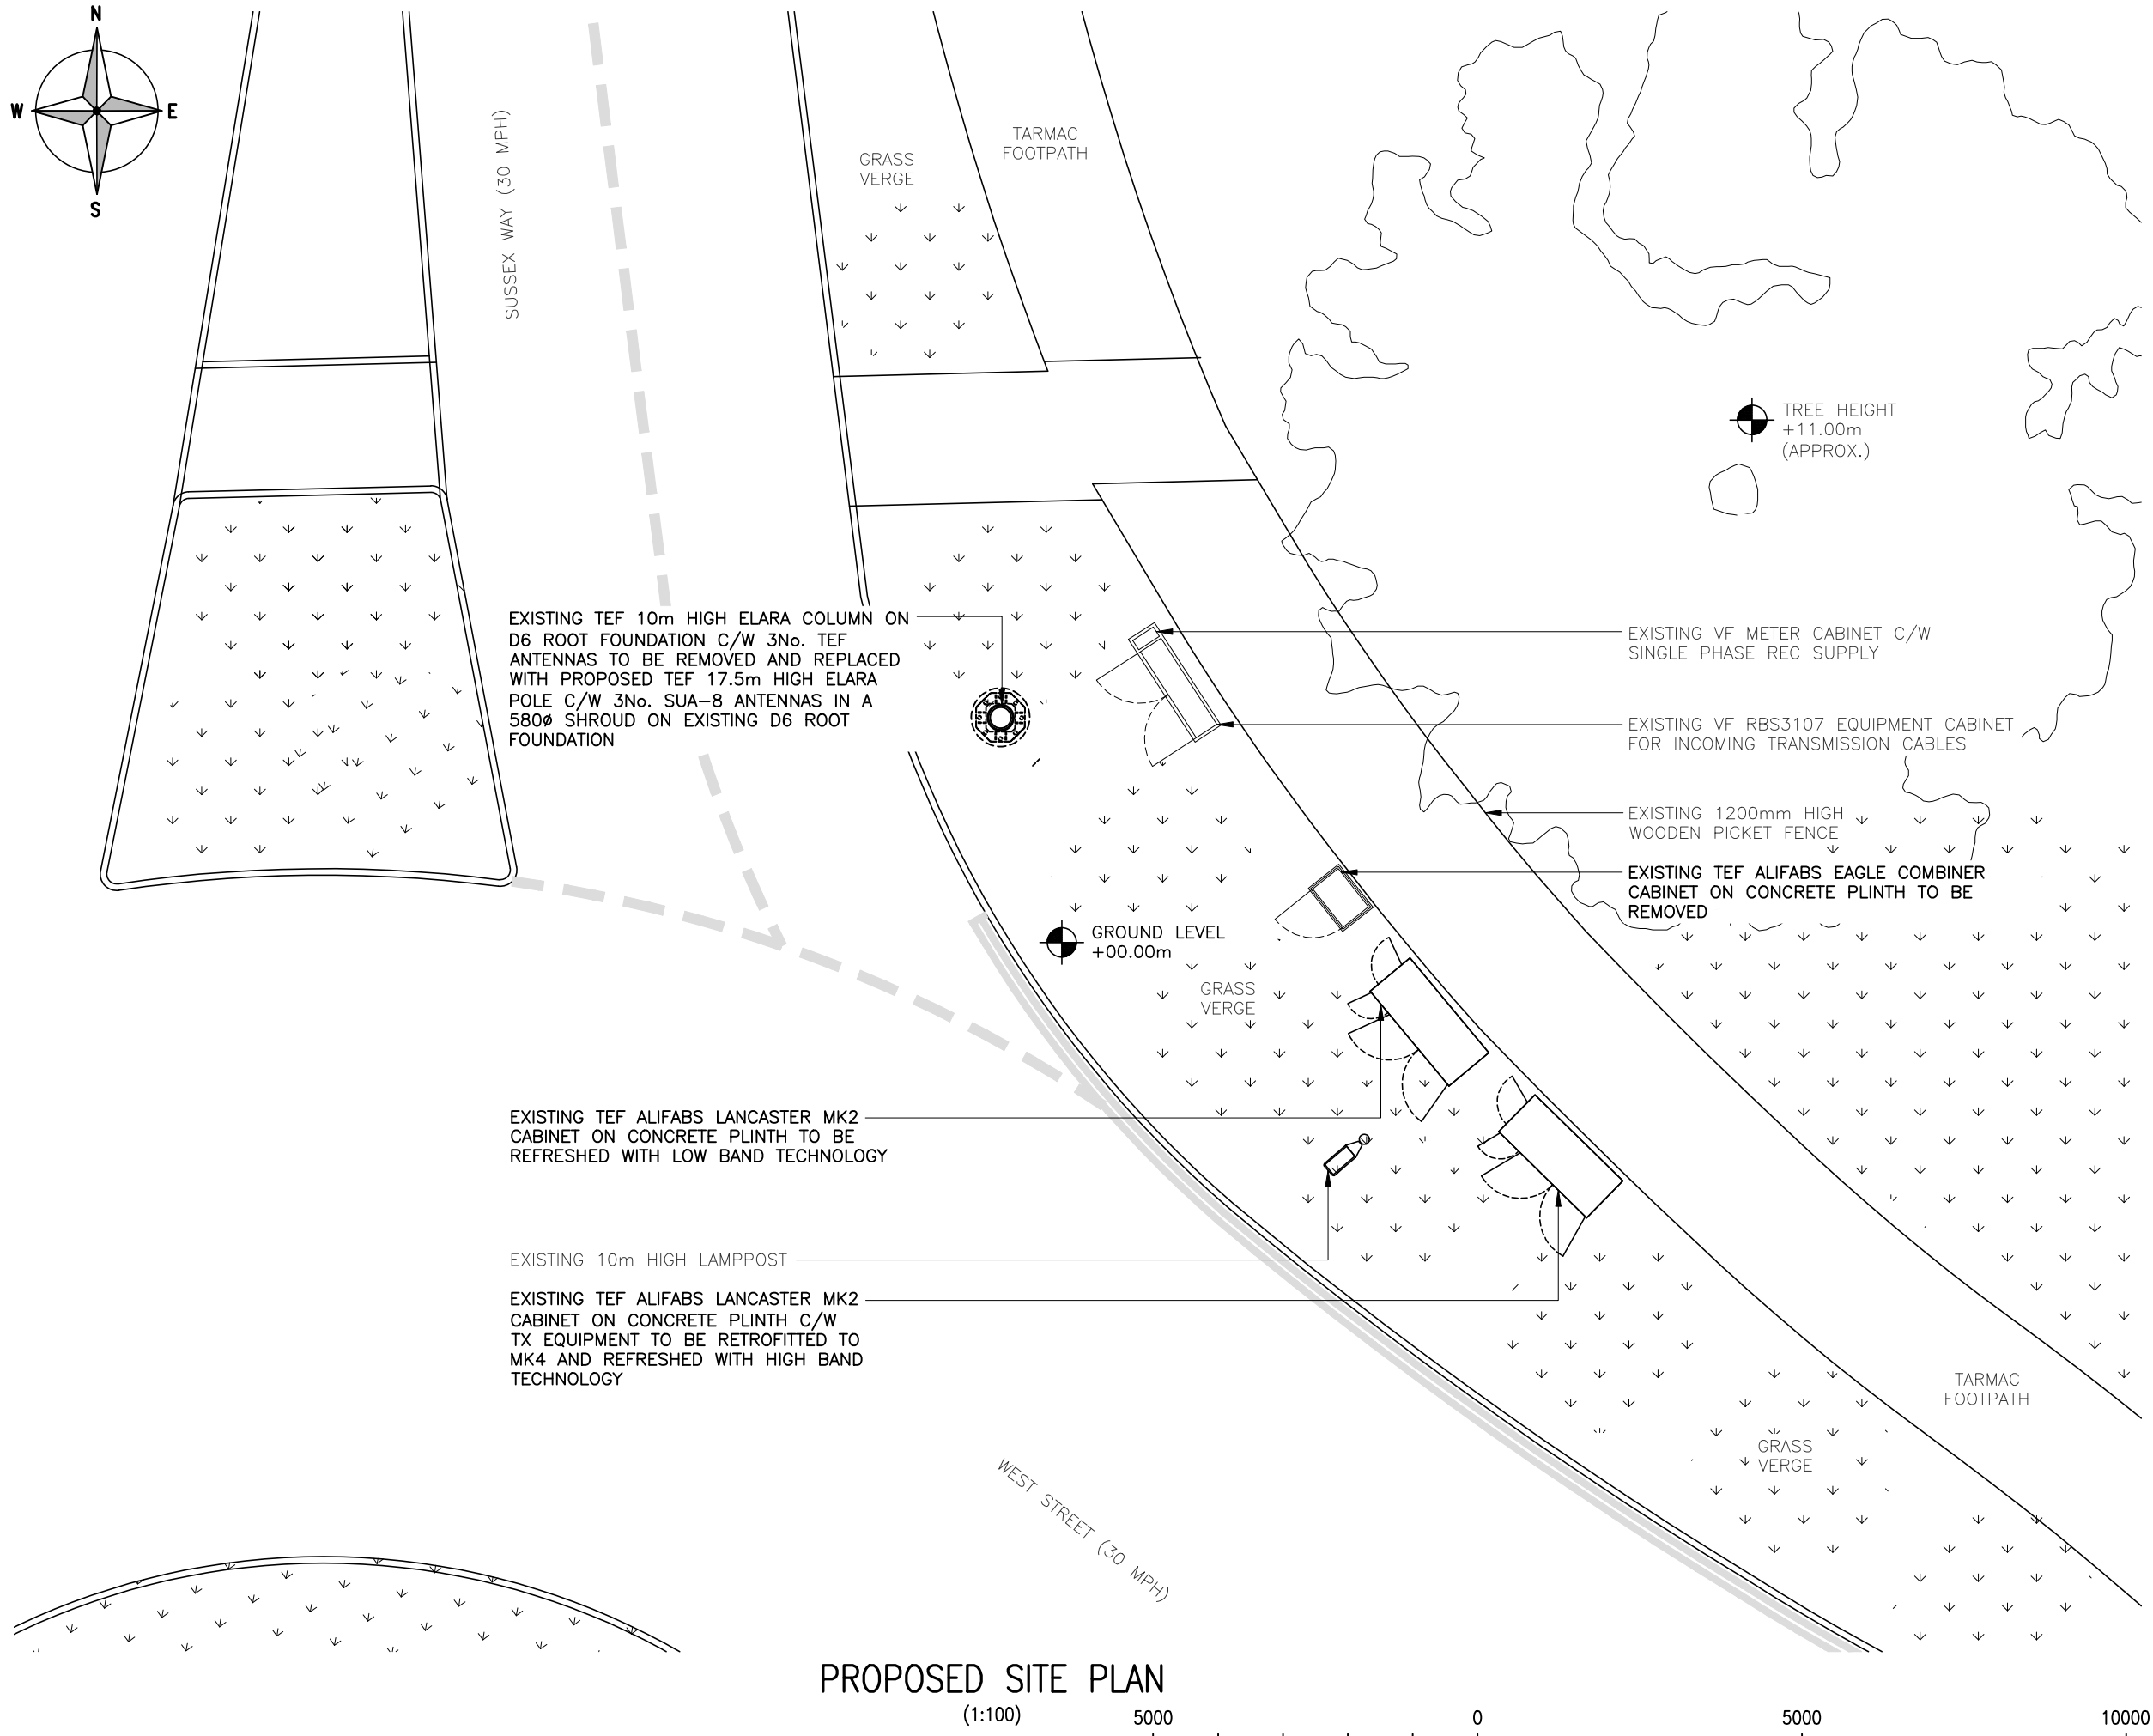 N
W
E
S
SUSSEX WAY (30 MPH)
GRASS
VERGE
TARMAC
FOOTPATH
TREE HEIGHT
+11.00m
(APPROX.)
EXISTING TEF 10m HIGH ELARA COLUMN ON
D6 ROOT FOUNDATION C/W 3No. TEF
ANTENNAS TO BE REMOVED AND REPLACED
WITH PROPOSED TEF 17.5m HIGH ELARA
POLE C/W 3No. SUA-8 ANTENNAS IN A
580ø SHROUD ON EXISTING D6 ROOT
FOUNDATION
EXISTING VF METER CABINET C/W
SINGLE PHASE REC SUPPLY
EXISTING VF RBS3107 EQUIPMENT CABINET
FOR INCOMING TRANSMISSION CABLES
EXISTING 1200mm HIGH
WOODEN PICKET FENCE
EXISTING TEF ALIFABS EAGLE COMBINER
CABINET ON CONCRETE PLINTH TO BE
REMOVED
GROUND LEVEL
+00.00m
GRASS
VERGE
EXISTING TEF ALIFABS LANCASTER MK2
CABINET ON CONCRETE PLINTH TO BE
REFRESHED WITH LOW BAND TECHNOLOGY
EXISTING 10m HIGH LAMPPOST
EXISTING TEF ALIFABS LANCASTER MK2
CABINET ON CONCRETE PLINTH C/W
TX EQUIPMENT TO BE RETROFITTED TO
MK4 AND REFRESHED WITH HIGH BAND
TECHNOLOGY
TARMAC
FOOTPATH
GRASS
VERGE
WEST STREET (30 MPH)
PROPOSED SITE PLAN
(1:100)
5000
0
5000
10000